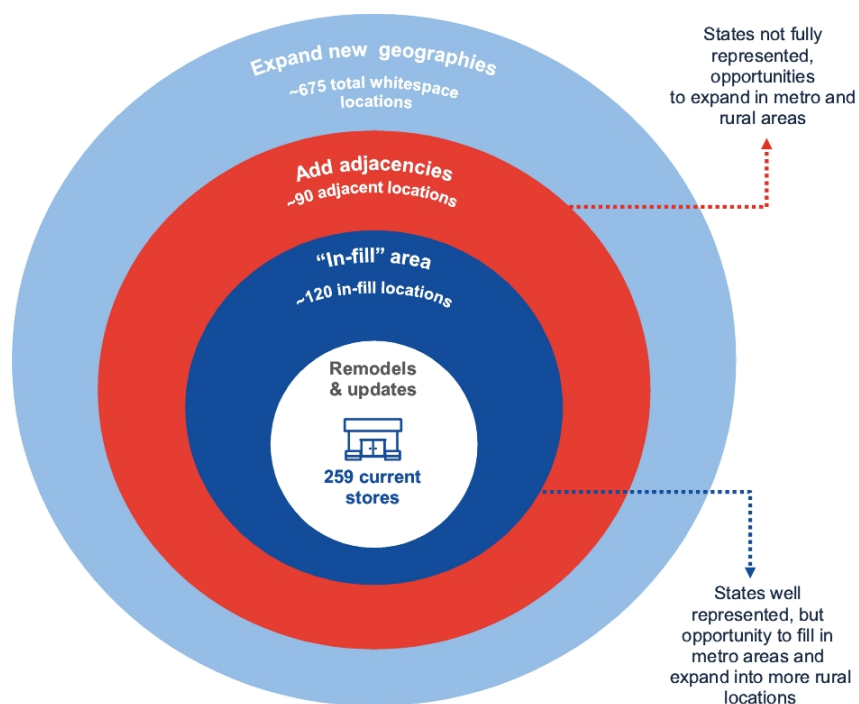 Expand new geographies
~675 total whitespace
locations
Add adjacencies
~90 adjacent locations
“In-fill” area
~120 in-fill locations
Remodels
& updates
259 current
stores
States not fully
represented,
opportunities
to expand in metro and
rural areas
States well
represented, but
opportunity to fill in
metro areas and
expand into more rural
locations